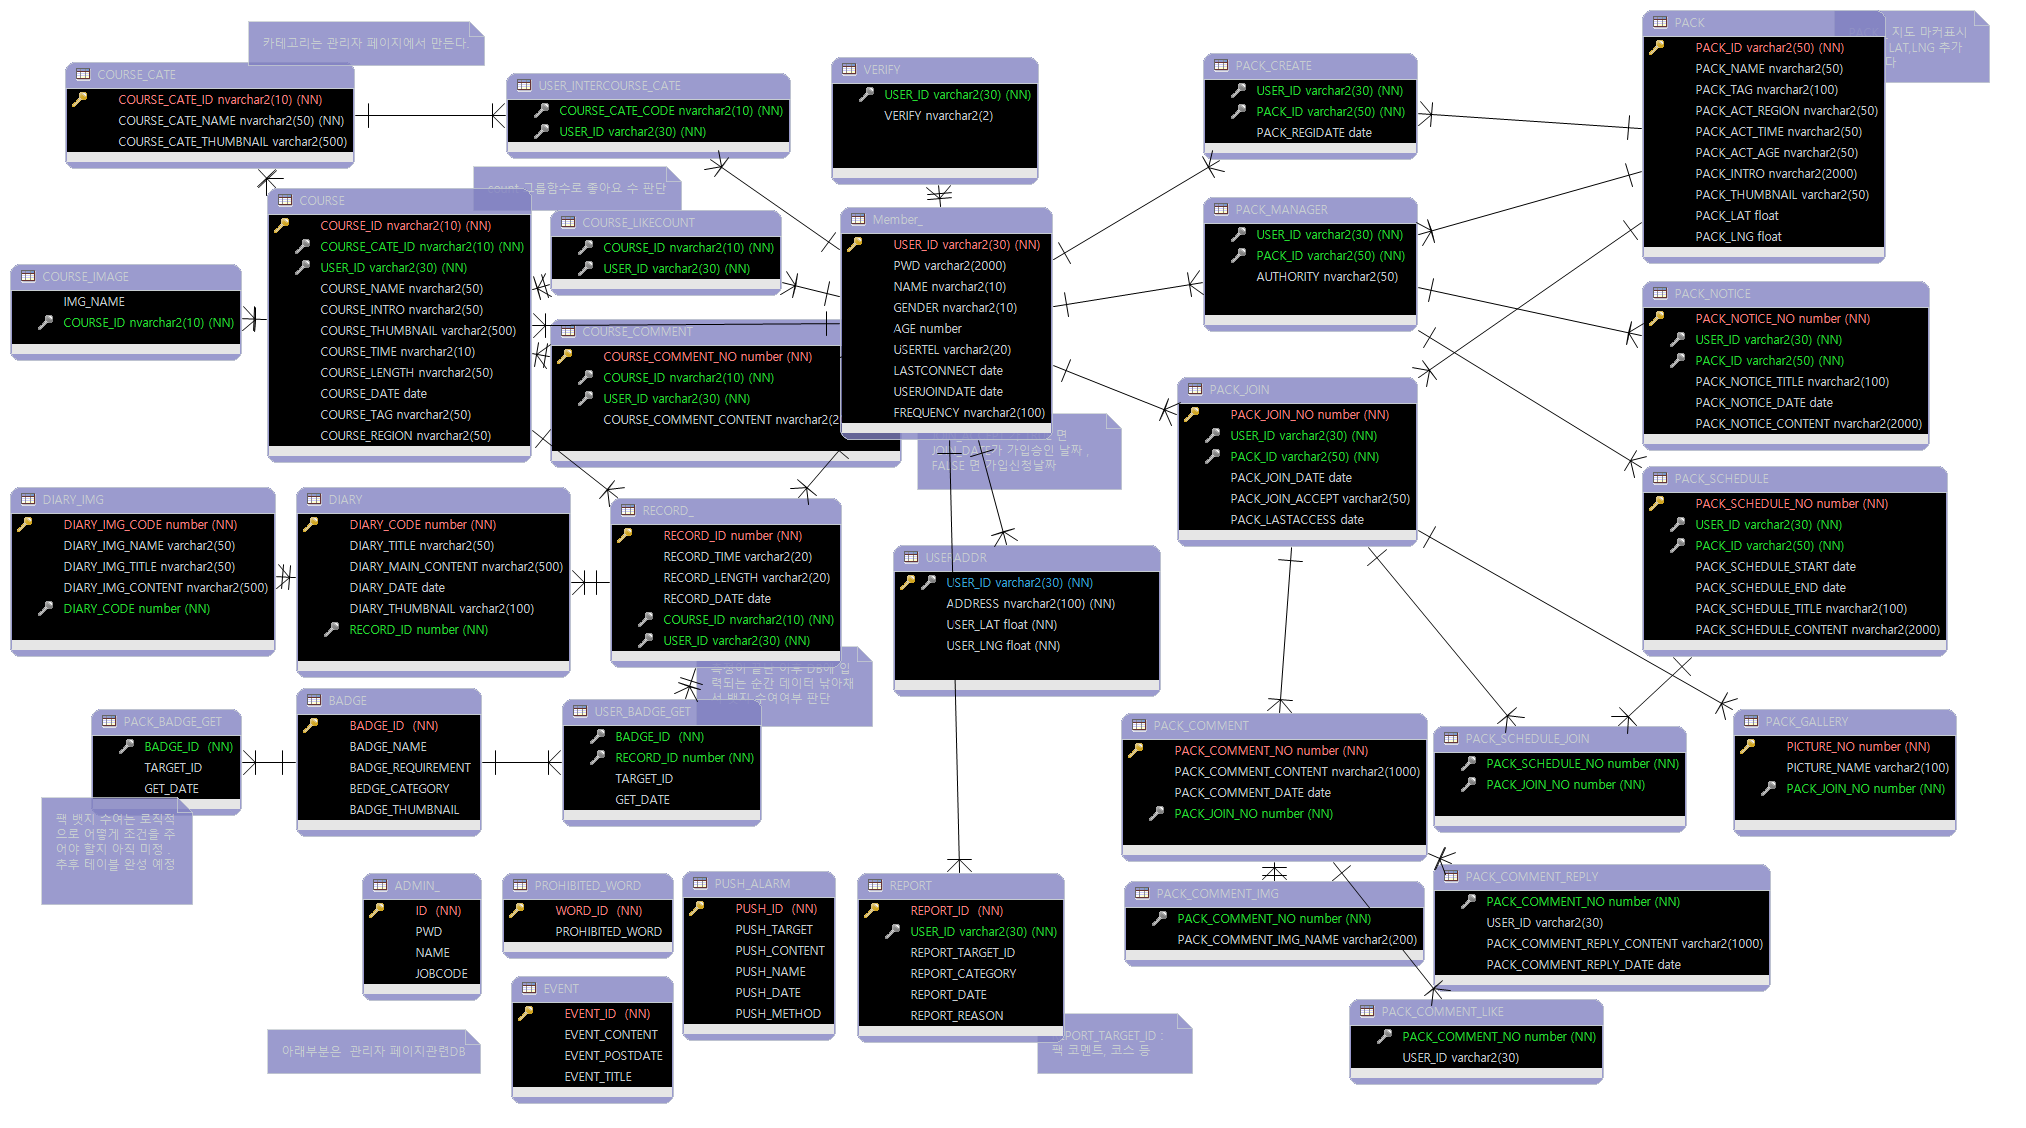 카테고리는 관리자 페이지에서 만든다.
COURSE_CATE
COURSE_CATE_ID nvarchar2(10) (NN)
COURSE_CATE_NAME nvarchar2(50) (NN)
COURSE_CATE_THUMBNAIL varchar2(500)
USER_INTERCOURSE_CATE
COURSE_CATE_CODE nvarchar2(10) (NN)
USER_ID varchar2(30) (NN)
VERIFY
USER_ID varchar2(30) (NN)
VERIFY nvarchar2(2)
PACK_CREATE
USER_ID varchar2(30) (NN)
PACK_ID varchar2(50) (NN)
PACK_REGIDATE date
PACK
PACK_ID varchar2(50) (NN)
PACK_NAME nvarchar2(50)
PACK_TAG nvarchar2(100)
PACK_ACT_REGION nvarchar2(50)
PACK_ACT_TIME nvarchar2(50)
PACK_ACT_AGE nvarchar2(50)
PACK_INTRO nvarchar2(2000)
PACK_THUMBNAIL varchar2(50)
PACK_LAT float
PACK_LNG float
지도 마커표시
LAT,LNG 추가
다
COURSE
COURSE_ID nvarchar2(10) (NN)
COURSE_CATE_ID nvarchar2(10) (NN)
USER_ID varchar2(30) (NN)
COURSE_NAME nvarchar2(50)
COURSE_INTRO nvarchar2(50)
COURSE_THUMBNAIL varchar2(500)
COURSE_TIME nvarchar2(10)
COURSE_LENGTH nvarchar2(50)
COURSE_DATE date
COURSE_TAG nvarchar2(50)
COURSE_REGION nvarchar2(50)
count 그룹함수로 좋아요 수 판단
COURSE_LIKECOUNT
COURSE_ID nvarchar2(10) (NN)
USER_ID varchar2(30) (NN)
Member_
USER_ID varchar2(30) (NN)
PWD varchar2(2000)
NAME nvarchar2(10)
GENDER nvarchar2(10)
AGE number
USERTEL varchar2(20)
LASTCONNECT date
USERJOINDATE date
FREQUENCY nvarchar2(100)
PACK_MANAGER
USER_ID varchar2(30) (NN)
PACK_ID varchar2(50) (NN)
AUTHORITY nvarchar2(50)
COURSE_IMAGE
IMG_NAME
COURSE_ID nvarchar2(10) (NN)
PACK_NOTICE
PACK_NOTICE_NO number (NN)
USER_ID varchar2(30) (NN)
PACK_ID varchar2(50) (NN)
PACK_NOTICE_TITLE nvarchar2(100)
PACK_NOTICE_DATE date
PACK_NOTICE_CONTENT nvarchar2(2000)
COURSE_COMMENT
COURSE_COMMENT_NO number (NN)
COURSE_ID nvarchar2(10) (NN)
USER_ID varchar2(30) (NN)
COURSE_COMMENT_CONTENT nvarchar2(2
면
JOIN_DATE가 가입승인 날짜 ,
FALSE 면 가입신청날짜
PACK_JOIN
PACK_JOIN_NO number (NN)
USER_ID varchar2(30) (NN)
PACK_ID varchar2(50) (NN)
PACK_JOIN_DATE date
PACK_JOIN_ACCEPT varchar2(50)
PACK_LASTACCESS date
PACK_SCHEDULE
PACK_SCHEDULE_NO number (NN)
USER_ID varchar2(30) (NN)
PACK_ID varchar2(50) (NN)
PACK_SCHEDULE_START date
PACK_SCHEDULE_END date
PACK_SCHEDULE_TITLE nvarchar2(100)
PACK_SCHEDULE_CONTENT nvarchar2(2000)
DIARY_IMG
DIARY_IMG_CODE number (NN)
DIARY_IMG_NAME varchar2(50)
DIARY_IMG_TITLE nvarchar2(50)
DIARY_IMG_CONTENT nvarchar2(500)
DIARY_CODE number (NN)
DIARY
DIARY_CODE number (NN)
DIARY_TITLE nvarchar2(50)
DIARY_MAIN_CONTENT nvarchar2(500)
DIARY_DATE date
DIARY_THUMBNAIL varchar2(100)
RECORD_ID number (NN)
RECORD_
RECORD_ID number (NN)
RECORD_TIME varchar2(20)
RECORD_LENGTH varchar2(20)
RECORD_DATE date
COURSE_ID nvarchar2(10) (NN)
USER_ID varchar2(30) (NN)
USERADDR
USER_ID varchar2(30) (NN)
ADDRESS nvarchar2(100) (NN)
USER_LAT float (NN)
USER_LNG float (NN)
측정이 끝난 이후 DB에 입
력되는 순간 데이터 낚아채
서 뱃지 수여여부 판단
PACK_BADGE_GET
BADGE_ID (NN)
TARGET_ID
GET_DATE
BADGE
BADGE_ID (NN)
BADGE_NAME
BADGE_REQUIREMENT
BEDGE_CATEGORY
BADGE_THUMBNAIL
USER_BADGE_GET
BADGE_ID (NN)
RECORD_ID number (NN)
TARGET_ID
GET_DATE
팩 뱃지 수여는 로직적
으로 어떻게 조건을 주
어야 할지 아직 미정 .
추후 테이블 완성 예정
PACK_COMMENT
PACK_COMMENT_NO number (NN)
PACK_COMMENT_CONTENT nvarchar2(1000)
PACK_COMMENT_DATE date
PACK_JOIN_NO number (NN)
PACK_SCHEDULE_JOIN
PACK_SCHEDULE_NO number (NN)
PACK_JOIN_NO number (NN)
PACK_GALLERY
PICTURE_NO number (NN)
PICTURE_NAME varchar2(100)
PACK_JOIN_NO number (NN)
ADMIN_
ID (NN)
PWD
NAME
JOBCODE
PROHIBITED_WORD
WORD_ID (NN)
PROHIBITED_WORD
PUSH_ALARM
PUSH_ID (NN)
PUSH_TARGET
PUSH_CONTENT
PUSH_NAME
PUSH_DATE
PUSH_METHOD
REPORT
REPORT_ID (NN)
USER_ID varchar2(30) (NN)
REPORT_TARGET_ID
REPORT_CATEGORY
REPORT_DATE
REPORT_REASON
PACK_COMMENT_IMG
PACK_COMMENT_NO number (NN)
PACK_COMMENT_IMG_NAME varchar2(200)
PACK_COMMENT_REPLY
PACK_COMMENT_NO number (NN)
USER_ID varchar2(30)
PACK_COMMENT_REPLY_CONTENT varchar2(1000)
PACK_COMMENT_REPLY_DATE date
EVENT
EVENT_ID (NN)
EVENT_CONTENT
EVENT_POSTDATE
EVENT_TITLE
아래부분은 관리자 페이지관련DB
REPORT_TARGET_ID :
팩 코멘트, 코스 등
PACK_COMMENT_LIKE
PACK_COMMENT_NO number (NN)
USER_ID varchar2(30)